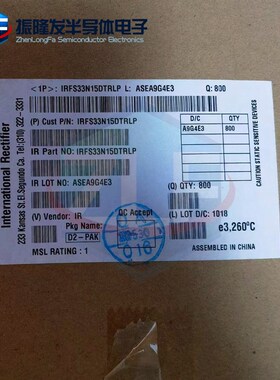 振隆发半导体电子
ZhenLongFa Semiconductor
<1P>: IRFS33N15DTRLP L: ASEA9G4E3 Q: 800
(P) Cust P/N: IRFS33N15DTRLP
D/C QTY
A9G4E3 800
IR Part NO: IRFS33N15DTRLP
IR LOT NO: ASEA9G4E3
(Q) QTY: 800
(V) Vendor: IR
QC Accept
(L) LOT D/C: 1018
Pkg Name:
D2-PAK
e3,260°C
MSL RATING : 1
ASSEMBLED IN CHINA
International Rectifier
233 Kansas St.El.Segundo Ca. Tel:(310) 322 - 3331
CAUTION STATIC SENSITIVE DEVICES